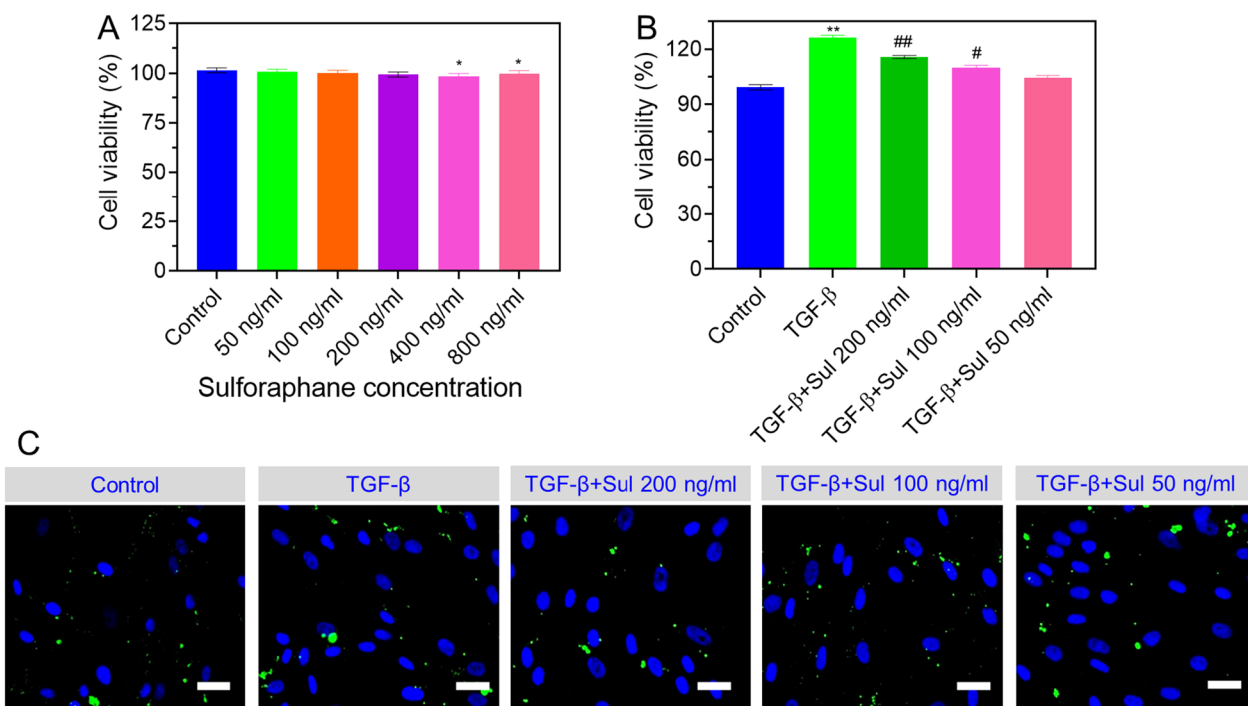 A
Cell viability (%)
125
100
75
50
25
0
*
*
Control
50 ng/ml
100 ng/ml
200 ng/ml
400 ng/ml
800 ng/ml
Sulforaphane concentration
B
Cell viability (%)
120
90
60
30
0
**
##
#
Control
TGF-β
TGF-β+Sul 200 ng/ml
TGF-β+Sul 100 ng/ml
TGF-β+Sul 50 ng/ml
C
Control
TGF-β
TGF-β+Sul 200 ng/ml
TGF-β+Sul 100 ng/ml
TGF-β+Sul 50 ng/ml